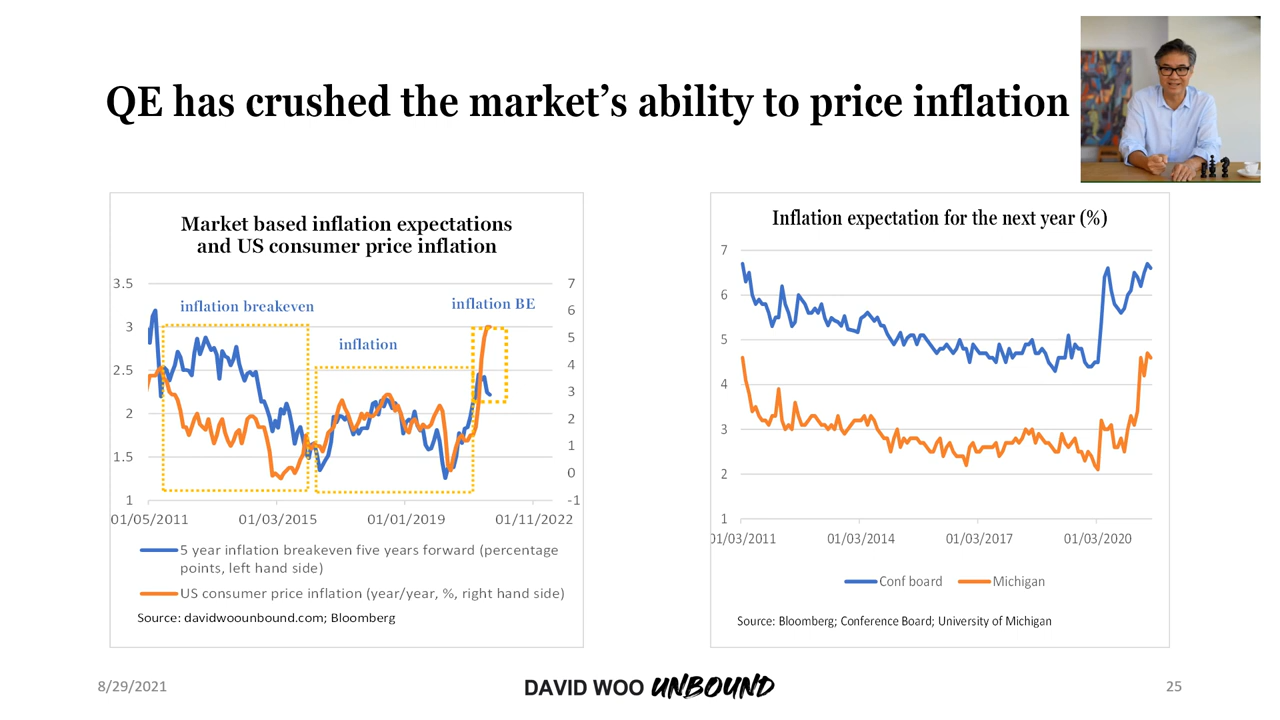 QE has crushed the market’s ability to price inflation
Market based inflation expectations
and US consumer price inflation
3.5
3
2.5
2
1.5
1
7
6
5
4
3
2
1
0
-1
inflation breakeven
inflation
inflation BE
01/05/2011
01/03/2015
01/01/2019
01/11/2022
5 year inflation breakeven five years forward (percentage
points, left hand side)
US consumer price inflation (year/year, %, right hand side)
Source: davidwoounbound.com; Bloomberg
Inflation expectation for the next year (%)
7
6
5
4
3
2
1
01/03/2011
01/03/2014
01/03/2017
01/03/2020
Conf board
Michigan
Source: Bloomberg; Conference Board; University of Michigan
8/29/2021
DAVID WOO UNBOUND
25